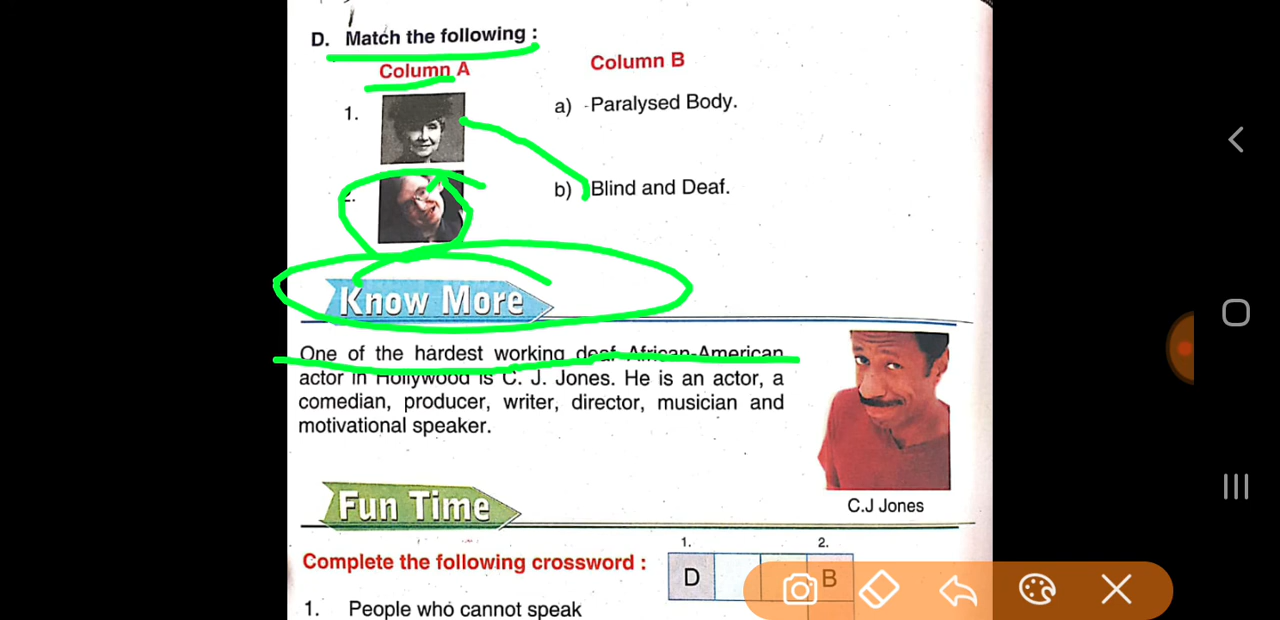 D. Match the following :
Column A Column B
1. a) Paralysed Body.
2. b) Blind and Deaf.
Know More
One of the hardest working deaf African-American
actor in Hollywood is C. J. Jones. He is an actor, a
comedian, producer, writer, director, musician and
motivational speaker.
C.J Jones
Fun Time
1. 2.
Complete the following crossword :
D B
1. People who cannot speak